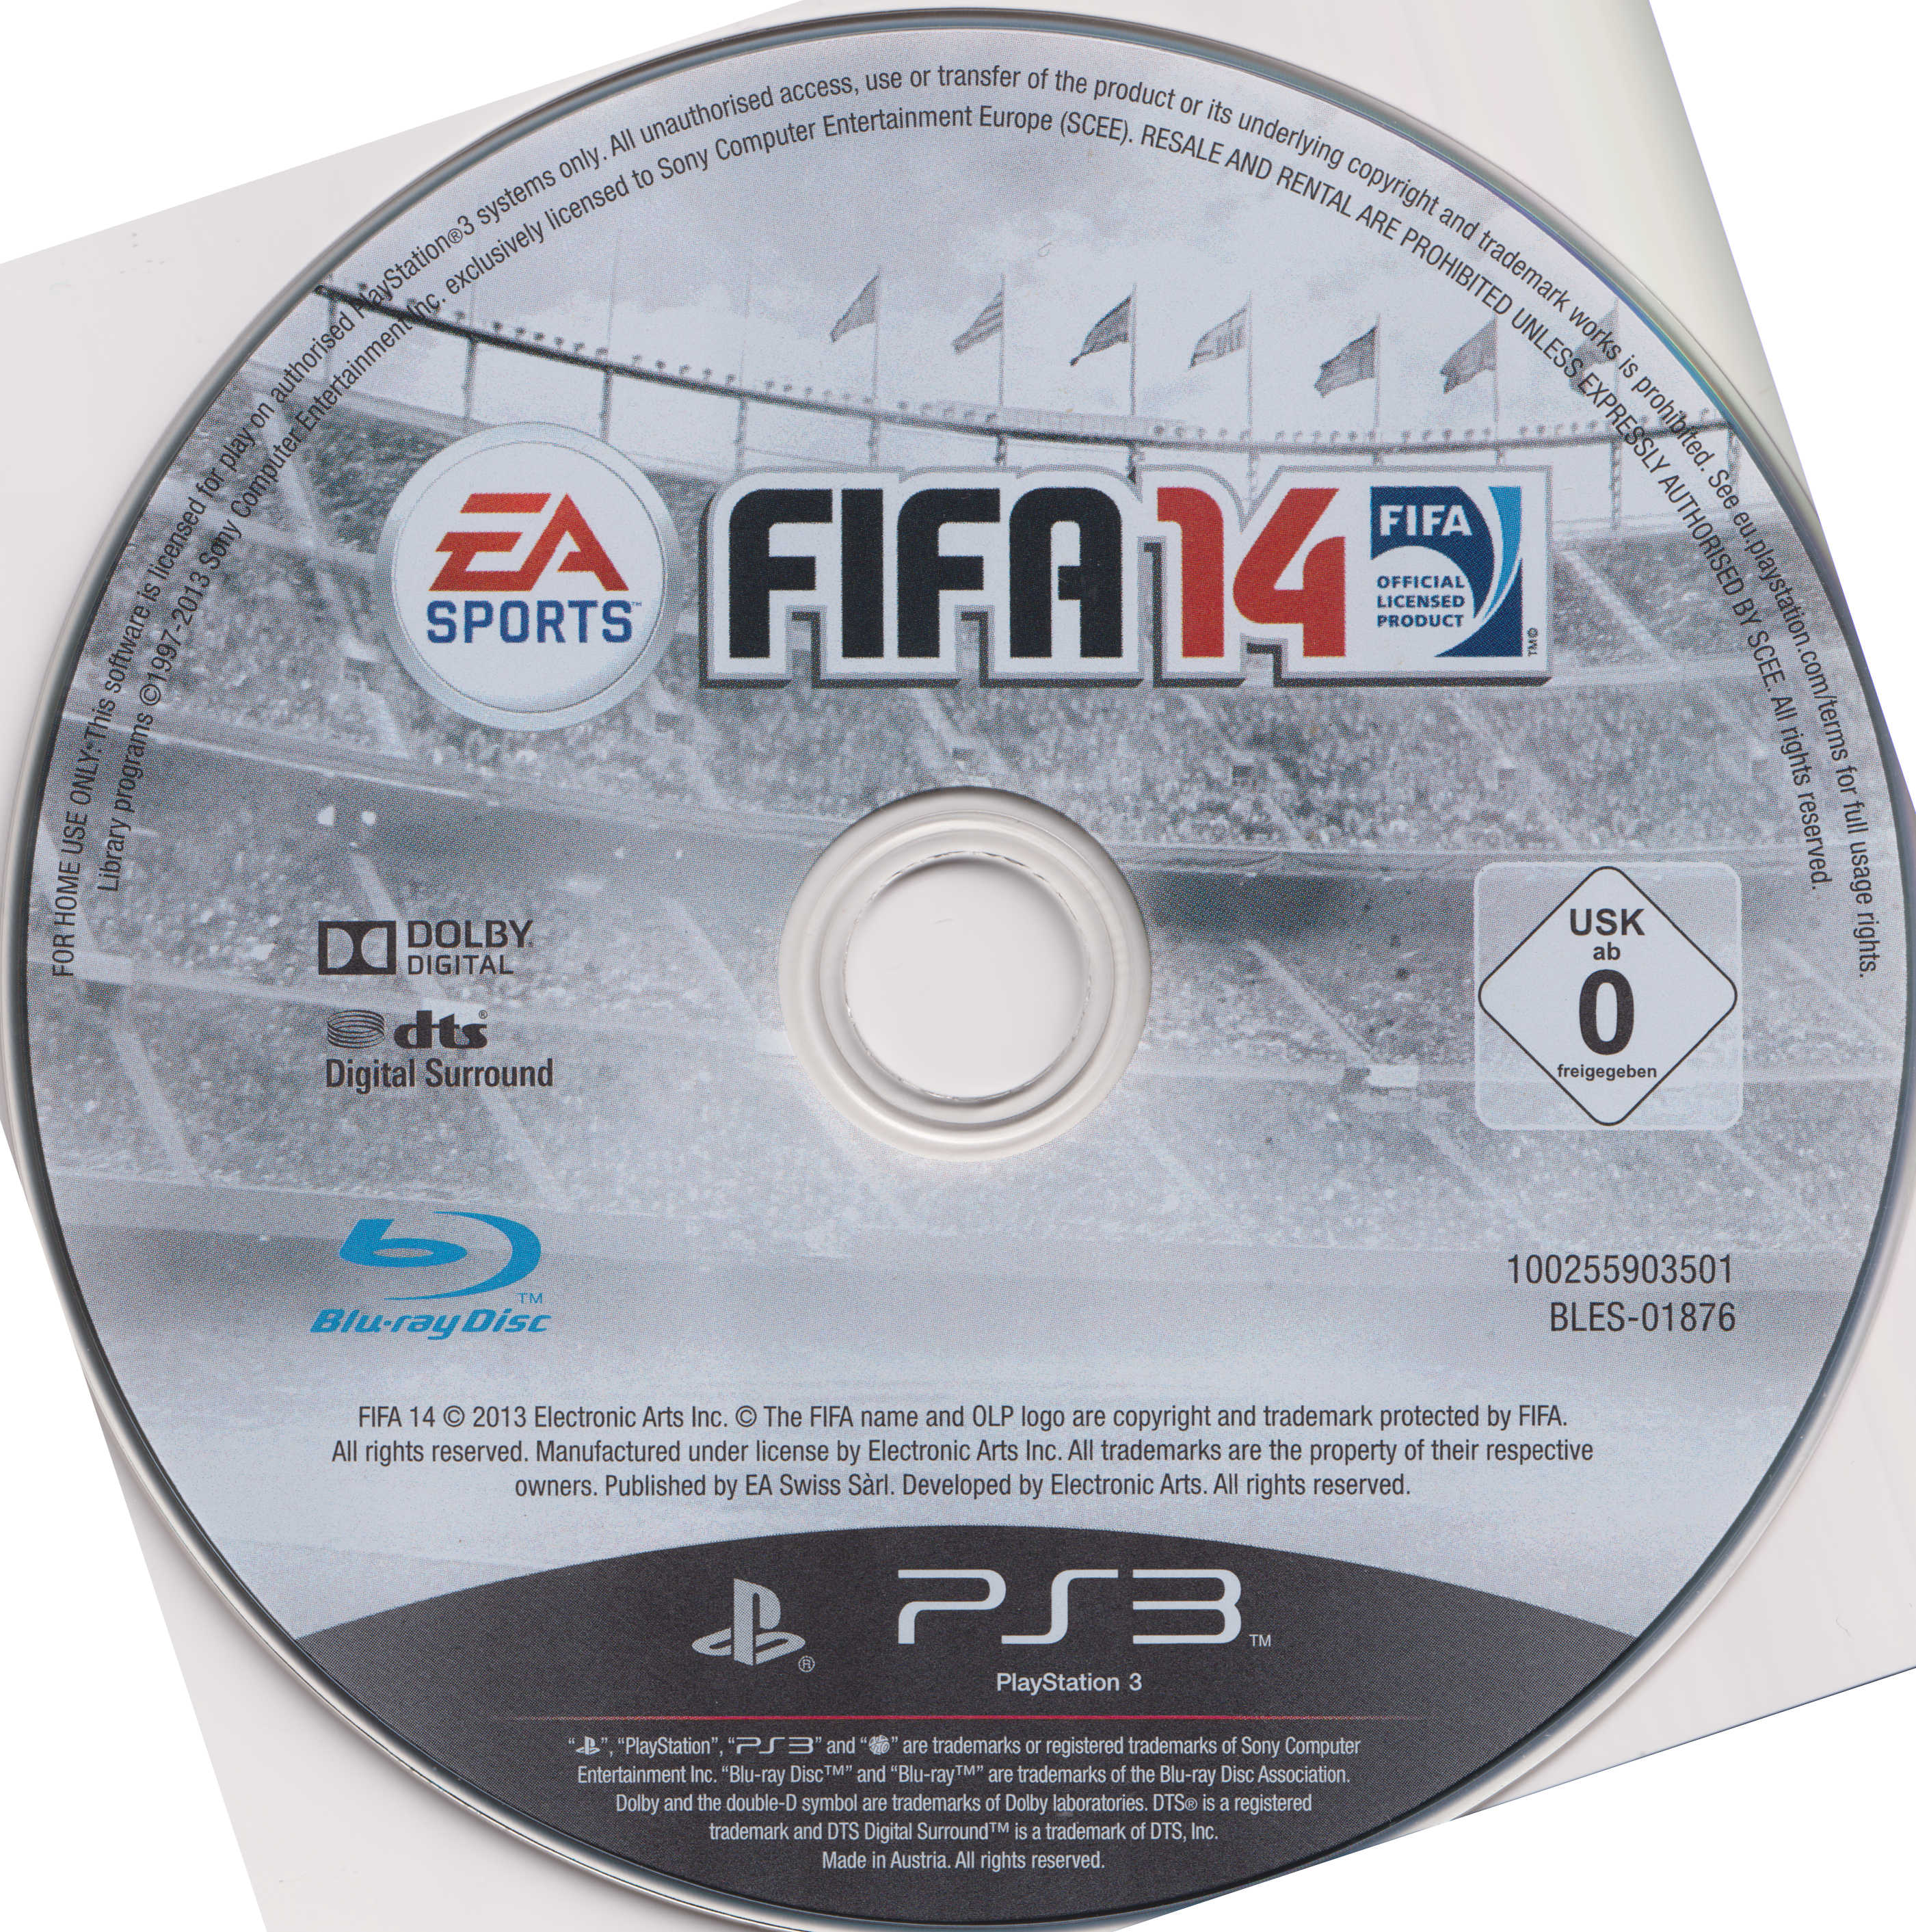 FOR HOME USE ONLY. This software is licensed for play on authorised PlayStation®3 systems only. All unauthorised access, use or transfer of the product or its underlying copyright and trademark works is prohibited. See eu.playstation.com/terms for full usage rights.
Library programs ©1997-2013 Sony Computer Entertainment Inc. exclusively licensed to Sony Computer Entertainment Europe (SCEE). RESALE AND RENTAL ARE PROHIBITED UNLESS EXPRESSLY AUTHORISED BY SCEE. All rights reserved.
EA
SPORTS™
FIFA 14
FIFA
OFFICIAL
LICENSED
PRODUCT
™©
DOLBY®
DIGITAL
dts®
Digital Surround
USK
ab
0
freigegeben
Blu-ray Disc™
100255903501
BLES-01876
FIFA 14 © 2013 Electronic Arts Inc. © The FIFA name and OLP logo are copyright and trademark protected by FIFA.
All rights reserved. Manufactured under license by Electronic Arts Inc. All trademarks are the property of their respective
owners. Published by EA Swiss Sàrl. Developed by Electronic Arts. All rights reserved.
® PS3™
PlayStation 3
“ ”, “PlayStation”, “PS3” and “ ” are trademarks or registered trademarks of Sony Computer
Entertainment Inc. “Blu-ray Disc™” and “Blu-ray™” are trademarks of the Blu-ray Disc Association.
Dolby and the double-D symbol are trademarks of Dolby laboratories. DTS® is a registered
trademark and DTS Digital Surround™ is a trademark of DTS, Inc.
Made in Austria. All rights reserved.